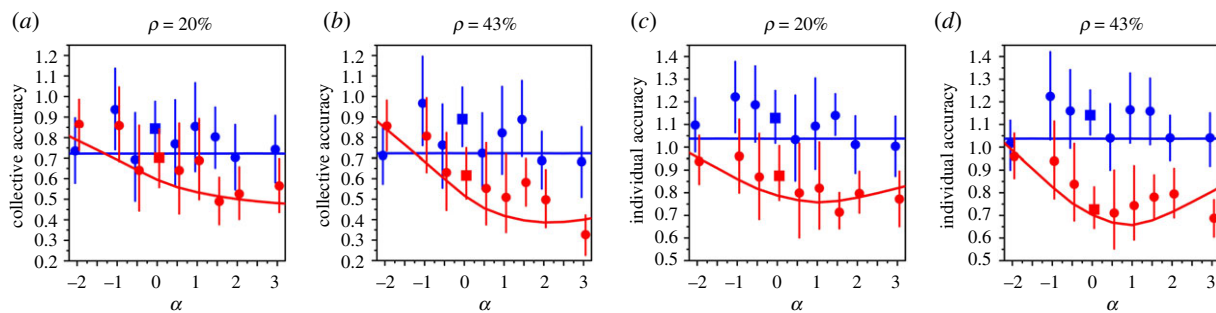 (a) ρ = 20%
collective accuracy
1.2
1.1
1.0
0.9
0.8
0.7
0.6
0.5
0.4
0.3
0.2
–2 –1 0 1 2 3
α
(b) ρ = 43%
collective accuracy
1.2
1.1
1.0
0.9
0.8
0.7
0.6
0.5
0.4
0.3
0.2
–2 –1 0 1 2 3
α
(c) ρ = 20%
individual accuracy
1.4
1.3
1.2
1.1
1.0
0.9
0.8
0.7
0.6
0.5
–2 –1 0 1 2 3
α
(d) ρ = 43%
individual accuracy
1.4
1.3
1.2
1.1
1.0
0.9
0.8
0.7
0.6
0.5
–2 –1 0 1 2 3
α